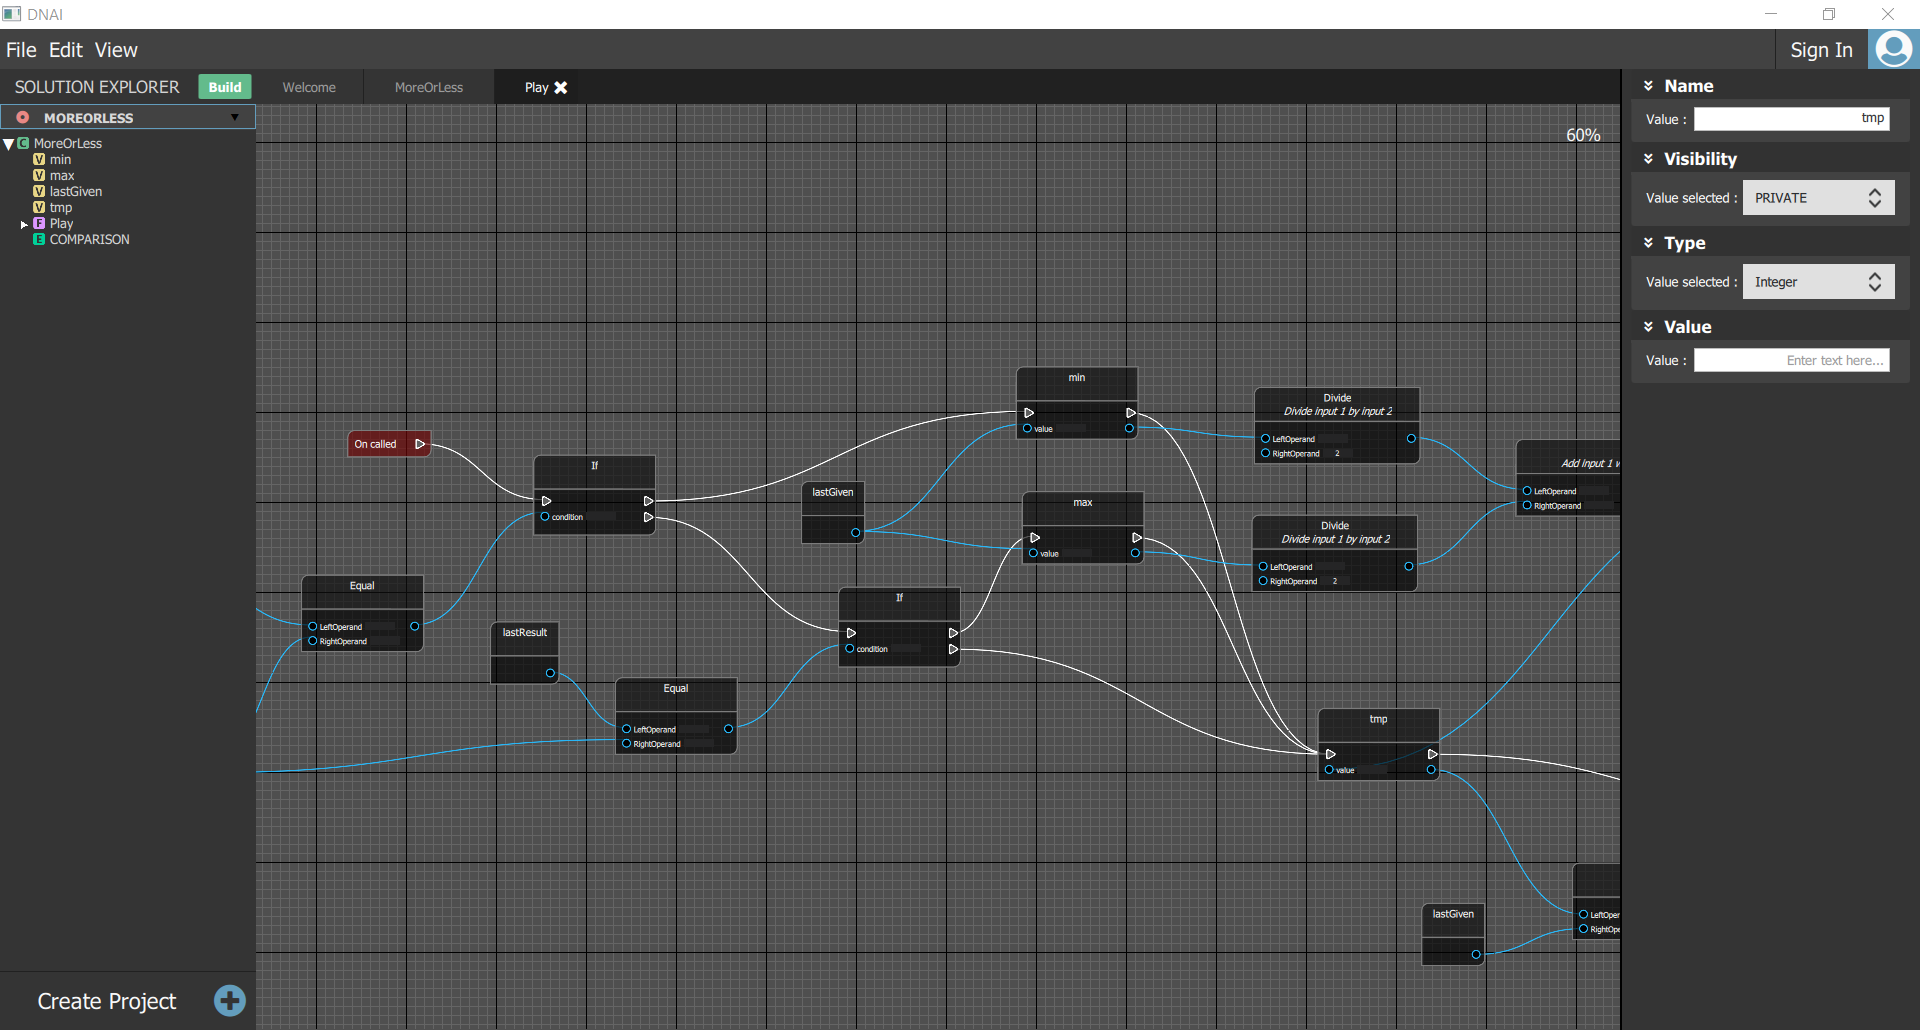 DNAI
File Edit View
Sign In
SOLUTION EXPLORER Build
Welcome MoreOrLess Play
MOREORLESS
C MoreOrLess
V min
V max
V lastGiven
V tmp
F Play
E COMPARISON
Create Project
60%
On called
If
condition
Equal
LeftOperand
RightOperand
lastResult
Equal
LeftOperand
RightOperand
lastGiven
If
condition
min
value
max
value
Divide
Divide input 1 by input 2
LeftOperand
RightOperand 2
Divide
Divide input 1 by input 2
LeftOperand
RightOperand 2
Add input 1 w
LeftOperand
RightOperand
tmp
value
lastGiven
LeftOper
RightOpe
Name
Value : tmp
Visibility
Value selected : PRIVATE
Type
Value selected : Integer
Value
Value : Enter text here...